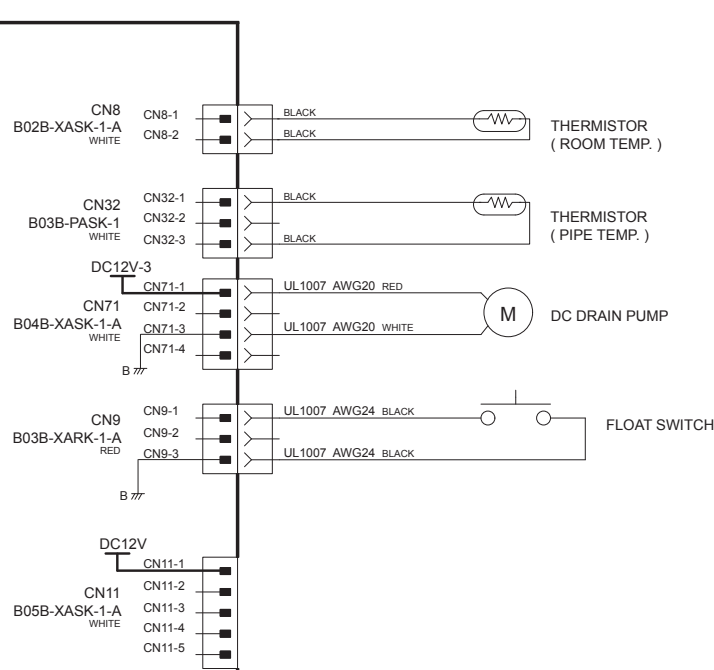 CN8
B02B-XASK-1-A
WHITE
CN8-1
CN8-2
BLACK
BLACK
THERMISTOR
( ROOM TEMP. )
CN32
B03B-PASK-1
WHITE
CN32-1
CN32-2
CN32-3
BLACK
BLACK
THERMISTOR
( PIPE TEMP. )
DC12V-3
CN71
B04B-XASK-1-A
WHITE
CN71-1
CN71-2
CN71-3
CN71-4
B
UL1007 AWG20 RED
UL1007 AWG20 WHITE
M
DC DRAIN PUMP
CN9
B03B-XARK-1-A
RED
CN9-1
CN9-2
CN9-3
B
UL1007 AWG24 BLACK
UL1007 AWG24 BLACK
FLOAT SWITCH
DC12V
CN11
B05B-XASK-1-A
WHITE
CN11-1
CN11-2
CN11-3
CN11-4
CN11-5